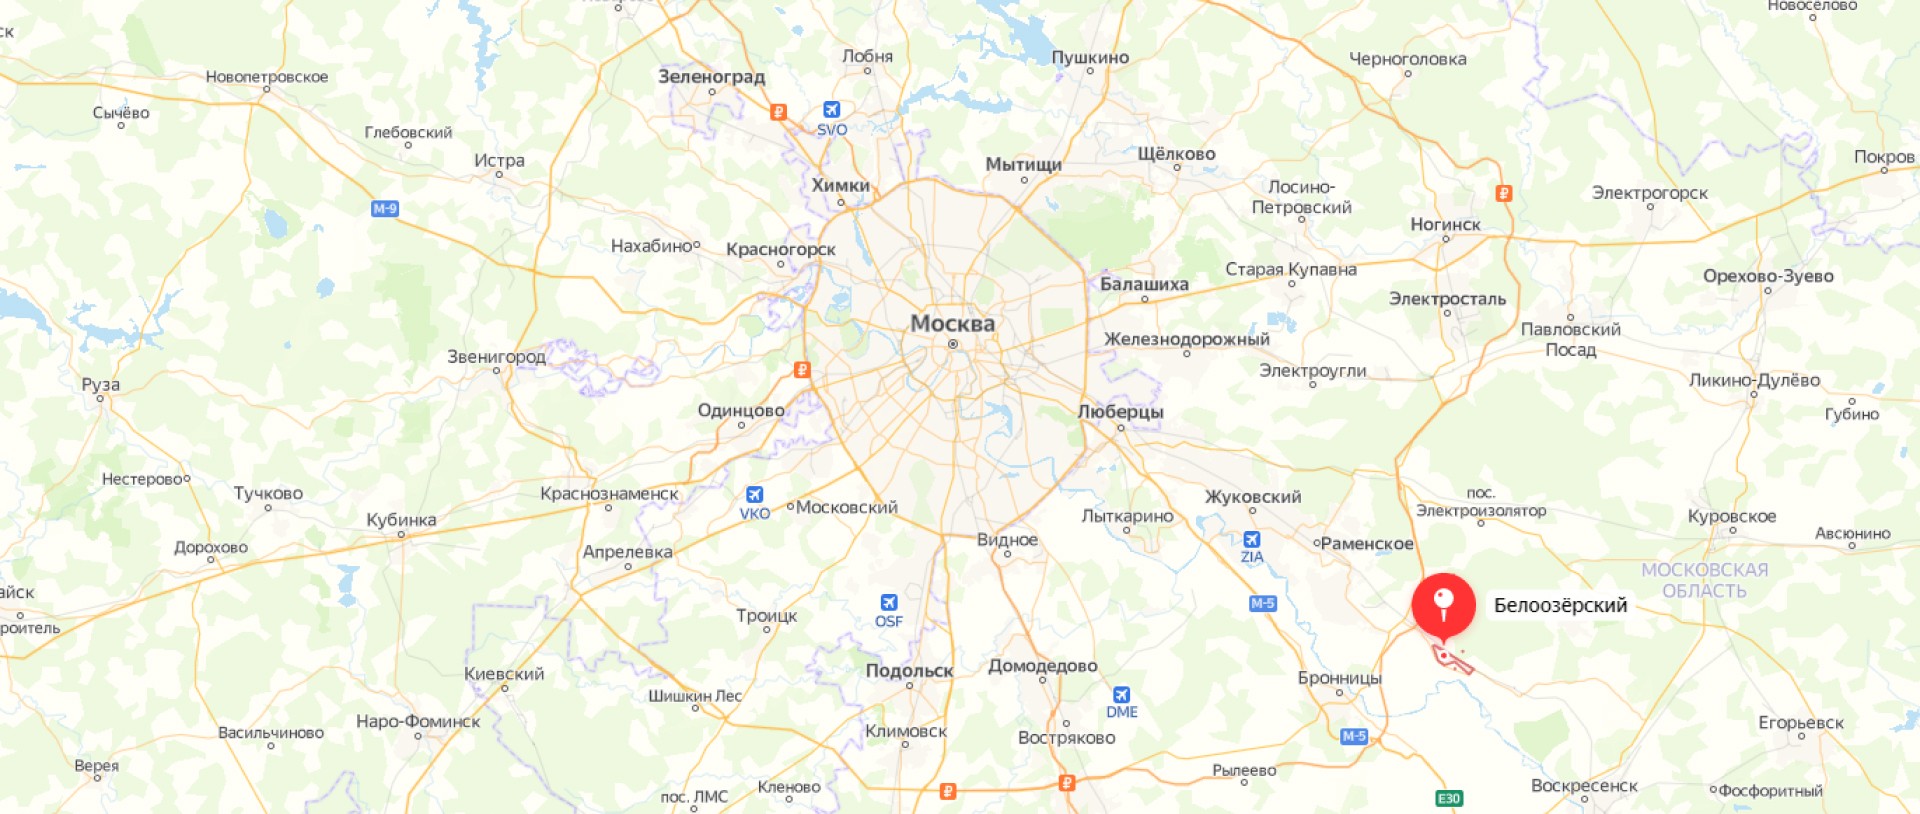 Новосёлово
Лобня
Пушкино
Черноголовка
Новопетровское
Зеленоград
₽
SVO
Сычёво
Глебовский
Истра
Мытищи
Щёлково
Покров
Химки
Лосино-
Петровский
₽
Электрогорск
М-9
Ногинск
Нахабино
Красногорск
Старая Купавна
Орехово-Зуево
Балашиха
Электросталь
Москва
Железнодорожный
Павловский
Посад
Звенигород
₽
Электроугли
Руза
Ликино-Дулёво
Одинцово
Люберцы
Губино
Нестерово
Тучково
Краснознаменск
VKO
Московский
Жуковский
пос.
Электроизолятор
Кубинка
Лыткарино
Куровское
Видное
ZIA
Раменское
Авсюнино
Дорохово
Апрелевка
МОСКОВСКАЯ
ОБЛАСТЬ
айск
роитель
М-5
Белоозёрский
Троицк
OSF
Киевский
Подольск
Домодедово
Бронницы
Шишкин Лес
DME
Наро-Фоминск
Васильчиново
Климовск
Востряково
М-5
Егорьевск
Верея
Рылеево
пос. ЛМС
Кленово
₽
₽
E30
Воскресенск
Фосфоритный